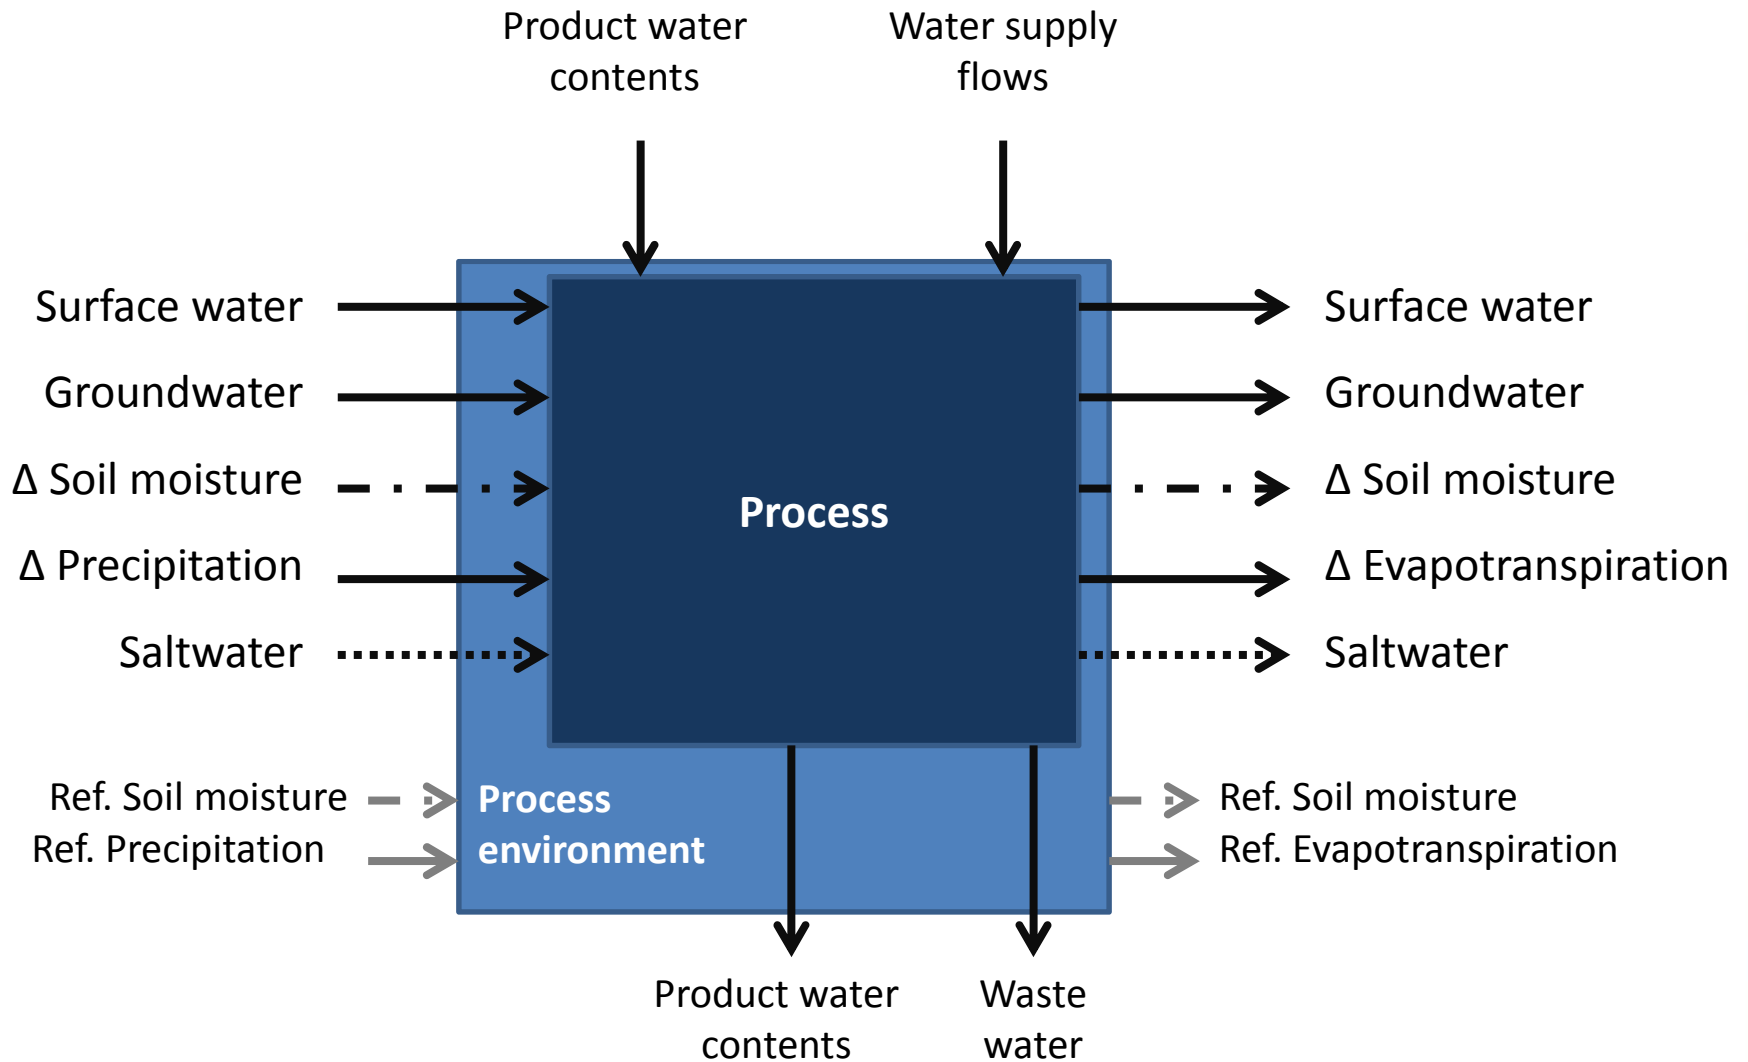 Product water
contents
Water supply
flows
Surface water
Groundwater
Δ Soil moisture
Δ Precipitation
Saltwater
Ref. Soil moisture
Ref. Precipitation
Process
Process
environment
Surface water
Groundwater
Δ Soil moisture
Δ Evapotranspiration
Saltwater
Ref. Soil moisture
Ref. Evapotranspiration
Product water
contents
Waste
water